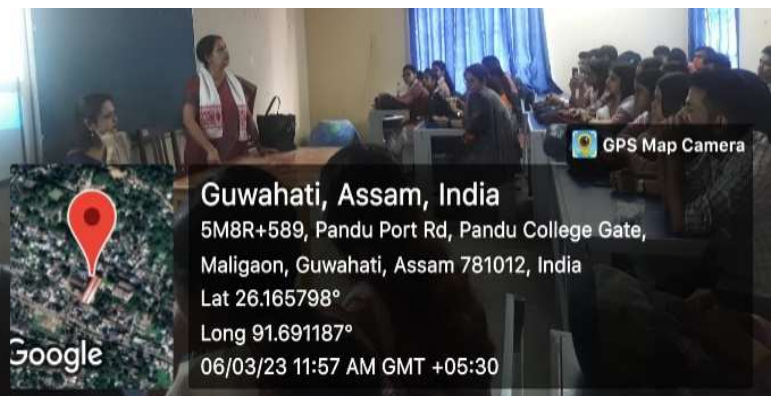 GPS Map Camera
Guwahati, Assam, India
5M8R+589, Pandu Port Rd, Pandu College Gate,
Maligaon, Guwahati, Assam 781012, India
Lat 26.165798°
Long 91.691187°
06/03/23 11:57 AM GMT +05:30
Google